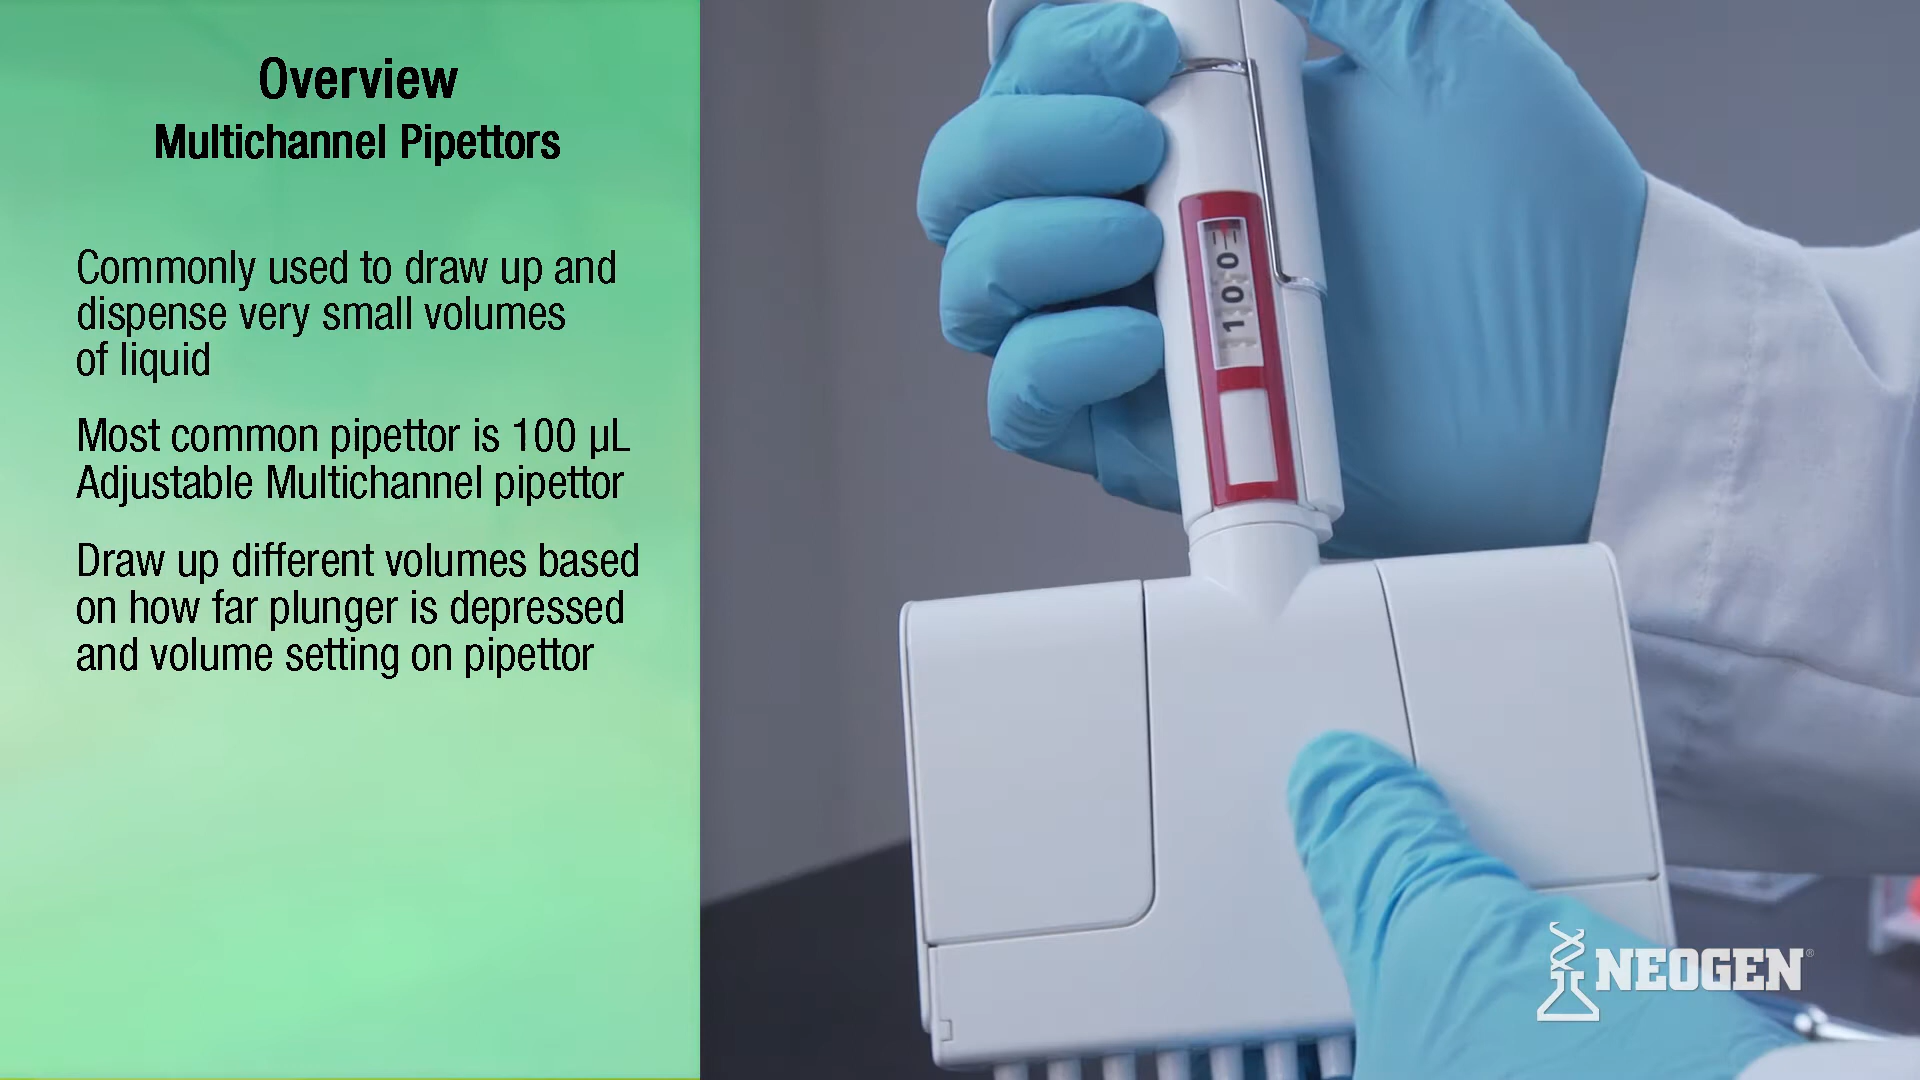 Overview
Multichannel Pipettors
Commonly used to draw up and
dispense very small volumes
of liquid
Most common pipettor is 100 µL
Adjustable Multichannel pipettor
Draw up different volumes based
on how far plunger is depressed
and volume setting on pipettor
100
NEOGEN®